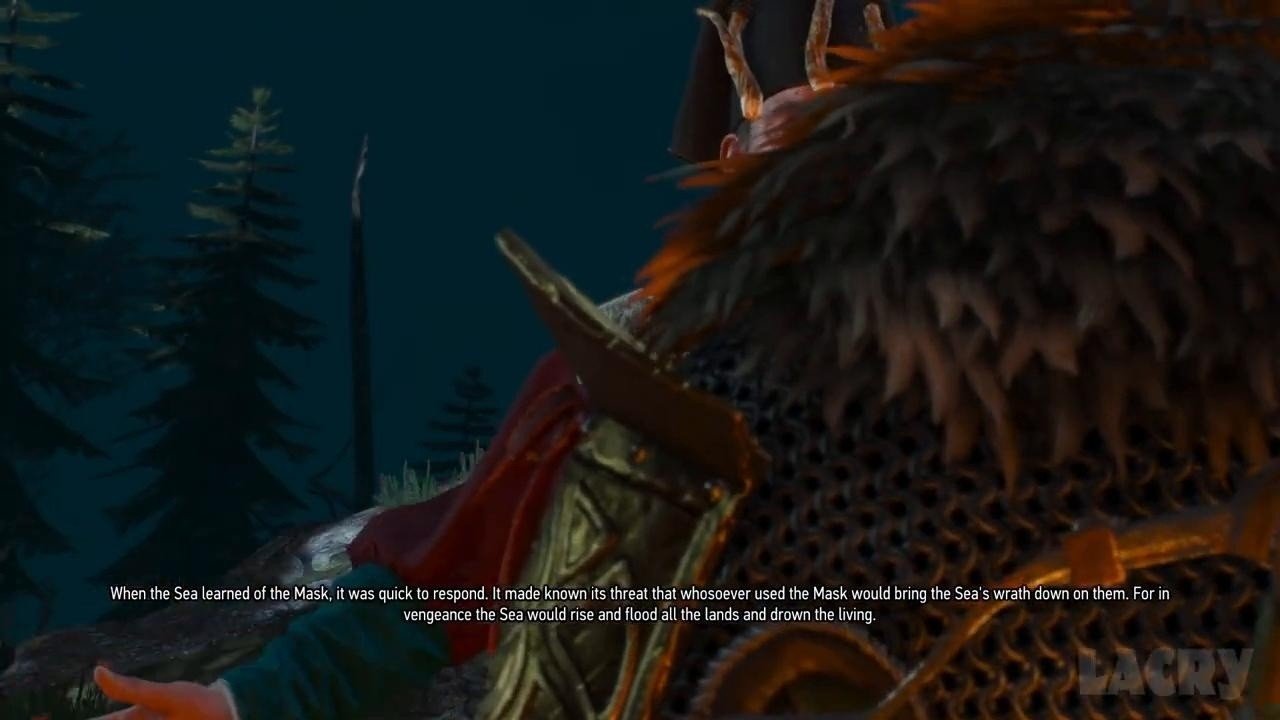 When the Sea learned of the Mask, it was quick to respond. It made known its threat that whosoever used the Mask would bring the Sea's wrath down on them. For in
vengeance the Sea would rise and flood all the lands and drown the living.
LACRY